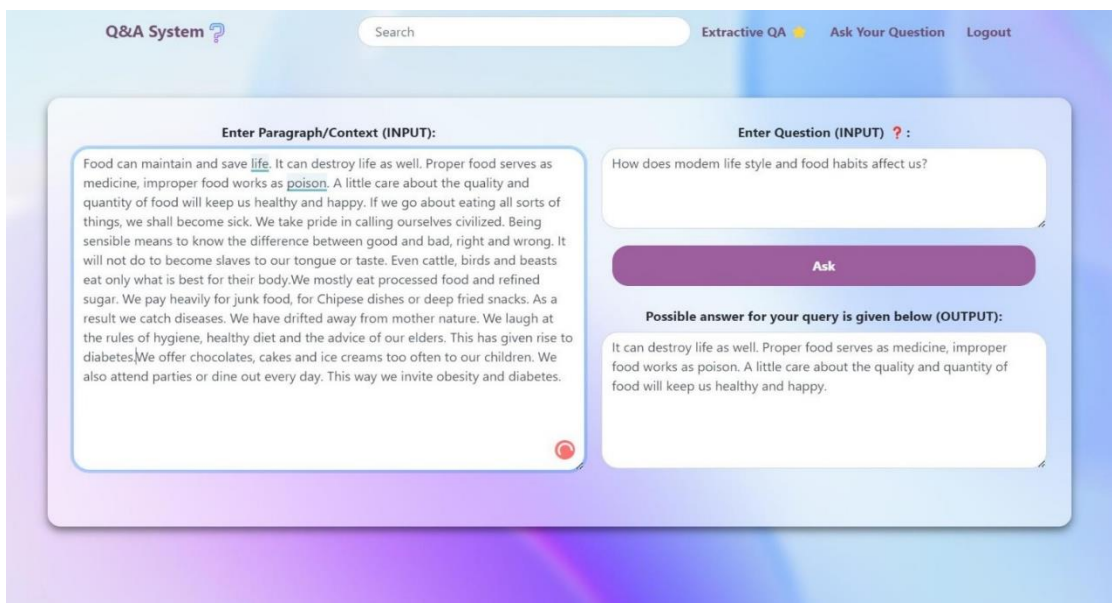 Q&A System
Search
Extractive QA
Ask Your Question
Logout
Enter Paragraph/Context (INPUT):
Food can maintain and save life. It can destroy life as well. Proper food serves as
medicine, improper food works as poison. A little care about the quality and
quantity of food will keep us healthy and happy. If we go about eating all sorts of
things, we shall become sick. We take pride in calling ourselves civilized. Being
sensible means to know the difference between good and bad, right and wrong. It
will not do to become slaves to our tongue or taste. Even cattle, birds and beasts
eat only what is best for their body.We mostly eat processed food and refined
sugar. We pay heavily for junk food, for Chipese dishes or deep fried snacks. As a
result we catch diseases. We have drifted away from mother nature. We laugh at
the rules of hygiene, healthy diet and the advice of our elders. This has given rise to
diabetes.We offer chocolates, cakes and ice creams too often to our children. We
also attend parties or dine out every day. This way we invite obesity and diabetes.
Enter Question (INPUT) ❓ :
How does modem life style and food habits affect us?
Ask
Possible answer for your query is given below (OUTPUT):
It can destroy life as well. Proper food serves as medicine, improper
food works as poison. A little care about the quality and quantity of
food will keep us healthy and happy.